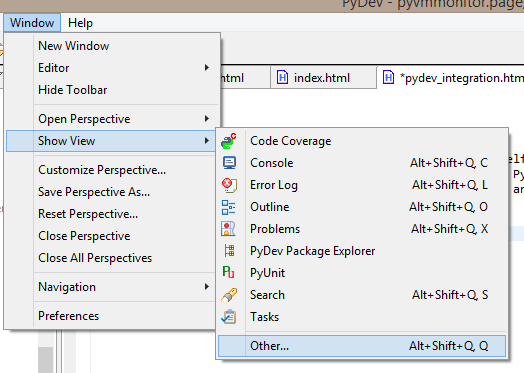 PyDev - pyvmmonitor.page
Window Help
New Window
Editor
Hide Toolbar
Open Perspective
Show View
Customize Perspective...
Save Perspective As...
Reset Perspective...
Close Perspective
Close All Perspectives
Navigation
Preferences
html
index.html
*pydev_integration.htm
elf
Py
ar
Code Coverage
Console Alt+Shift+Q, C
Error Log Alt+Shift+Q, L
Outline Alt+Shift+Q, O
Problems Alt+Shift+Q, X
PyDev Package Explorer
PyUnit
Search Alt+Shift+Q, S
Tasks
Other... Alt+Shift+Q, Q